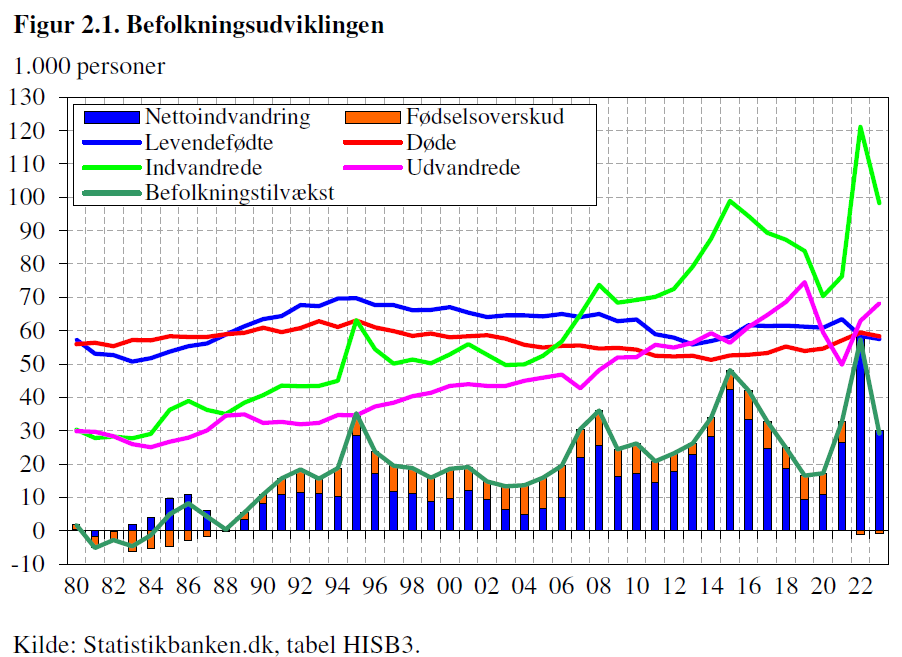 Figur 2.1. Befolkningsudviklingen
1.000 personer
130
120
110
100
90
80
70
60
50
40
30
20
10
0
-10
Nettoindvandring Fødselsoverskud
Levendefødte Døde
Indvandrede Udvandrede
Befolkningstilvækst
80 82 84 86 88 90 92 94 96 98 00 02 04 06 08 10 12 14 16 18 20 22
Kilde: Statistikbanken.dk, tabel HISB3.